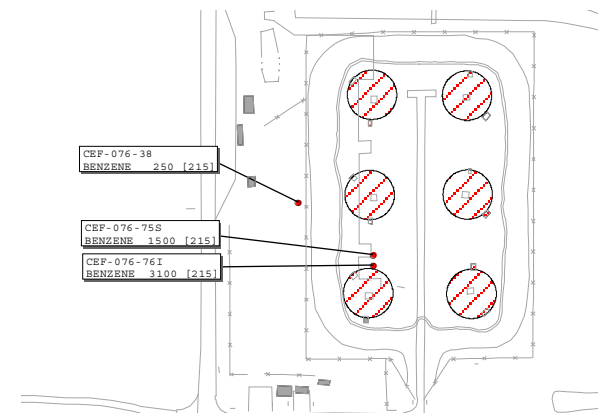 CEF-076-38
BENZENE 250 [215]
CEF-076-75S
BENZENE 1500 [215]
CEF-076-76I
BENZENE 3100 [215]